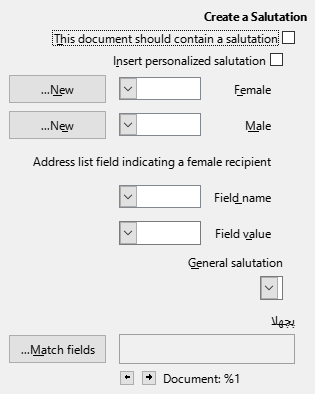 Create a Salutation
This document should contain a salutation
Insert personalized salutation
...New Female
...New Male
Address list field indicating a female recipient
Field name
Field value
General salutation
...Match fields
Document: %1